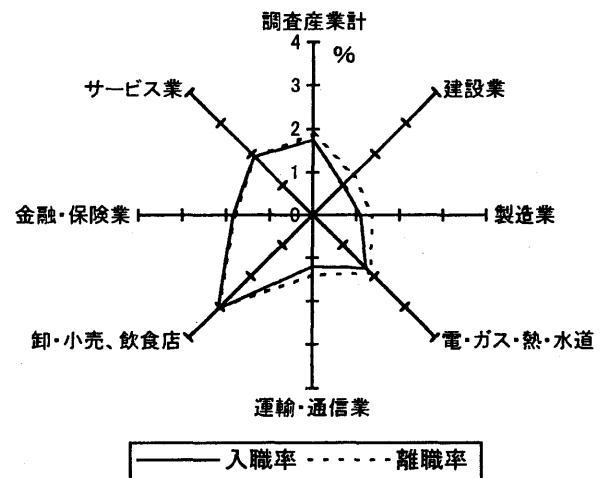 調査産業計
4
%
3
2
1
0
サービス業
建設業
金融・保険業
製造業
卸・小売、飲食店
電・ガス・熱・水道
運輸・通信業
入職率 離職率